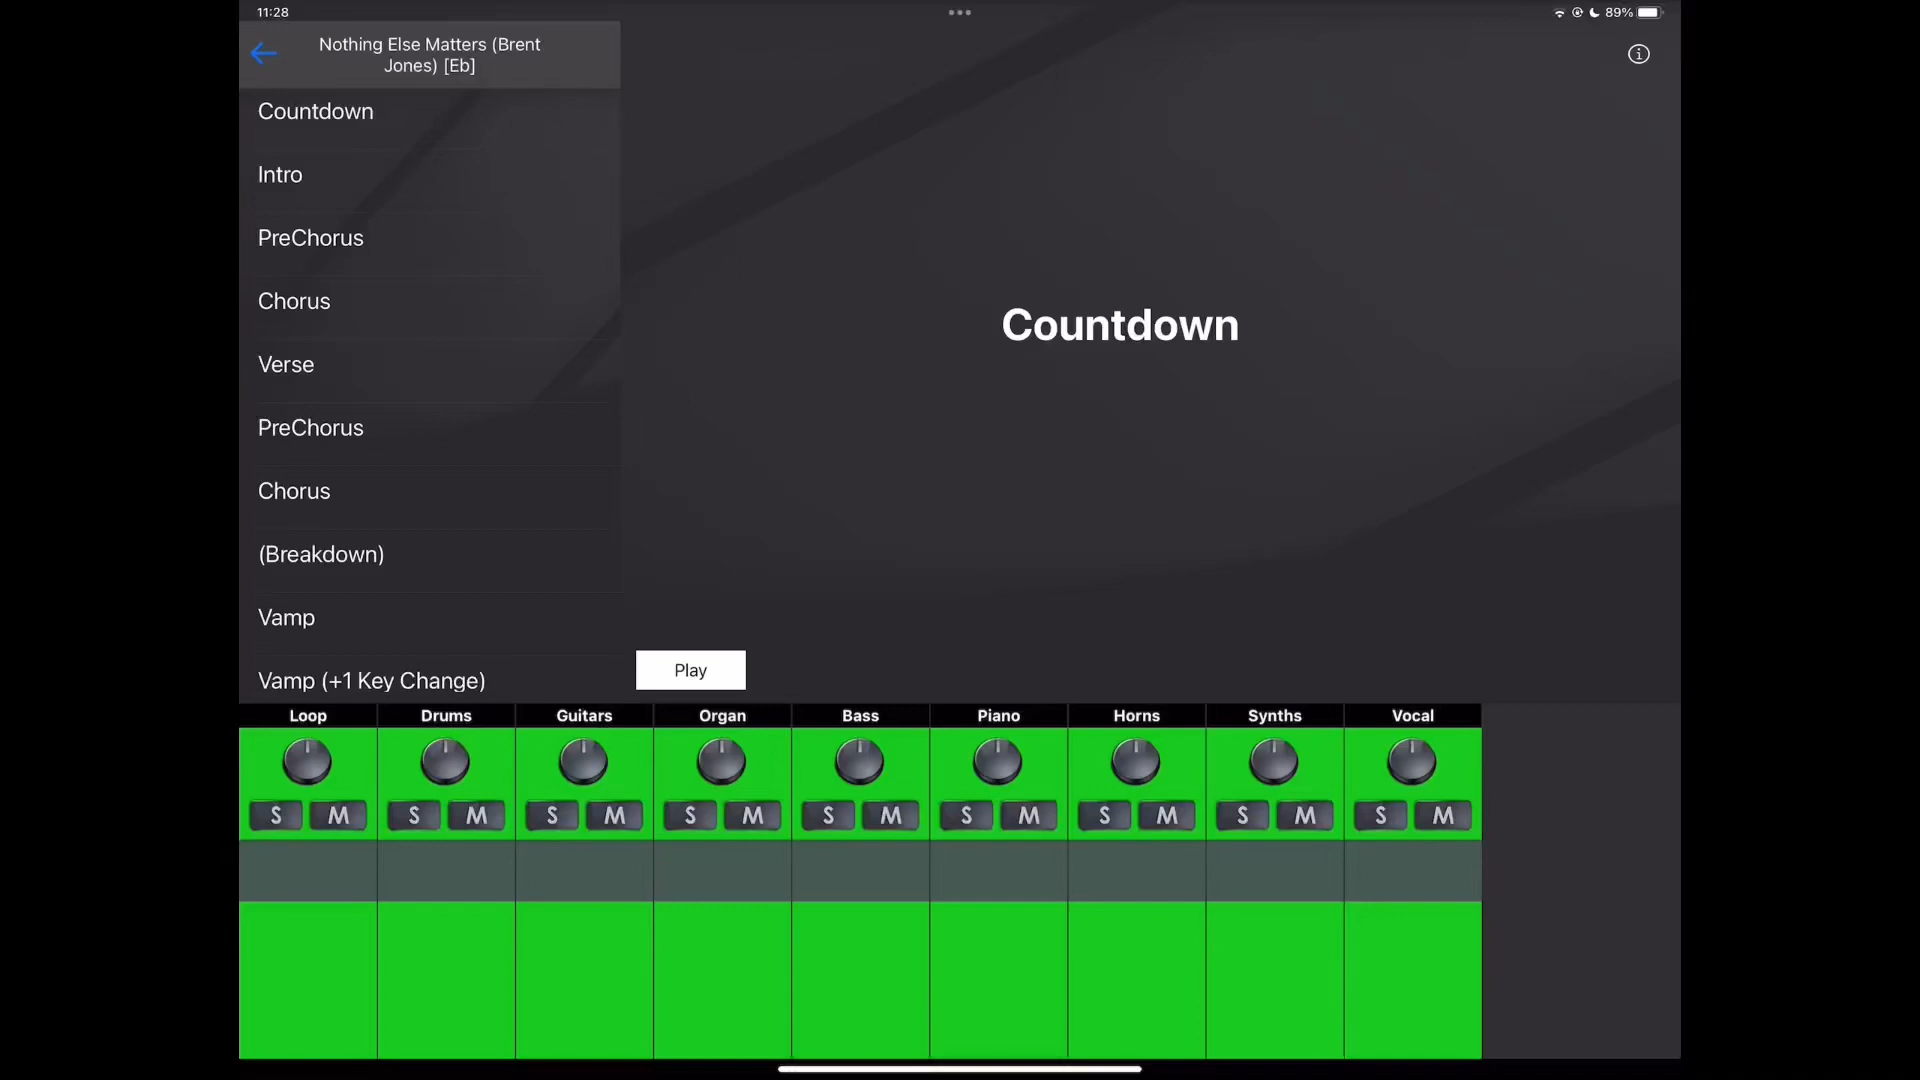 11:28
89%
Nothing Else Matters (Brent
Jones) [Eb]
Countdown
Intro
PreChorus
Chorus
Verse
PreChorus
Chorus
(Breakdown)
Vamp
Vamp (+1 Key Change)
Countdown
Play
Loop Drums Guitars Organ Bass Piano Horns Synths Vocal
S M S M S M S M S M S M S M S M S M